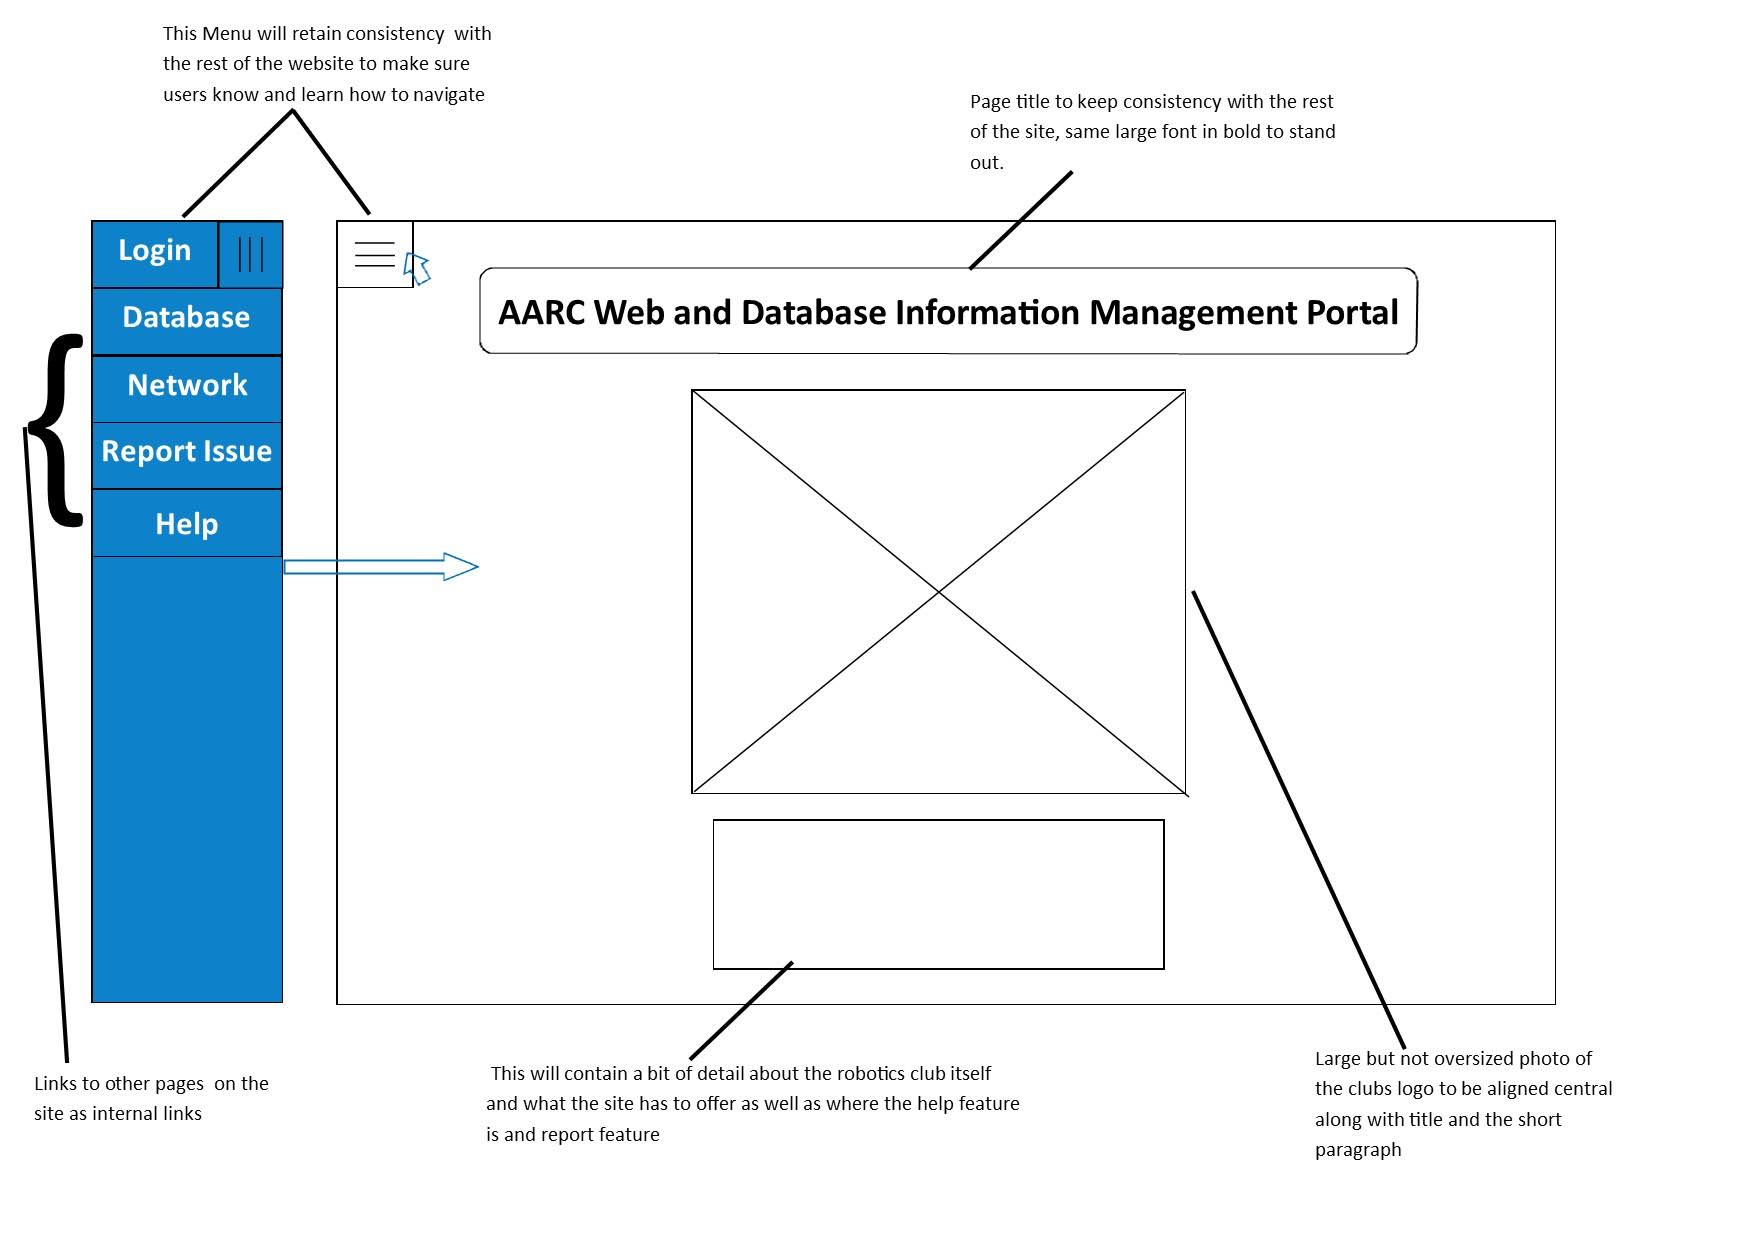 This Menu will retain consistency  with
the rest of the website to make sure
users know and learn how to navigate
Page title to keep consistency with the rest
of the site, same large font in bold to stand
out.
Login
Database
Network
Report Issue
Help
AARC Web and Database Information Management Portal
Links to other pages  on the
site as internal links
This will contain a bit of detail about the robotics club itself
and what the site has to offer as well as where the help feature
is and report feature
Large but not oversized photo of
the clubs logo to be aligned central
along with title and the short
paragraph